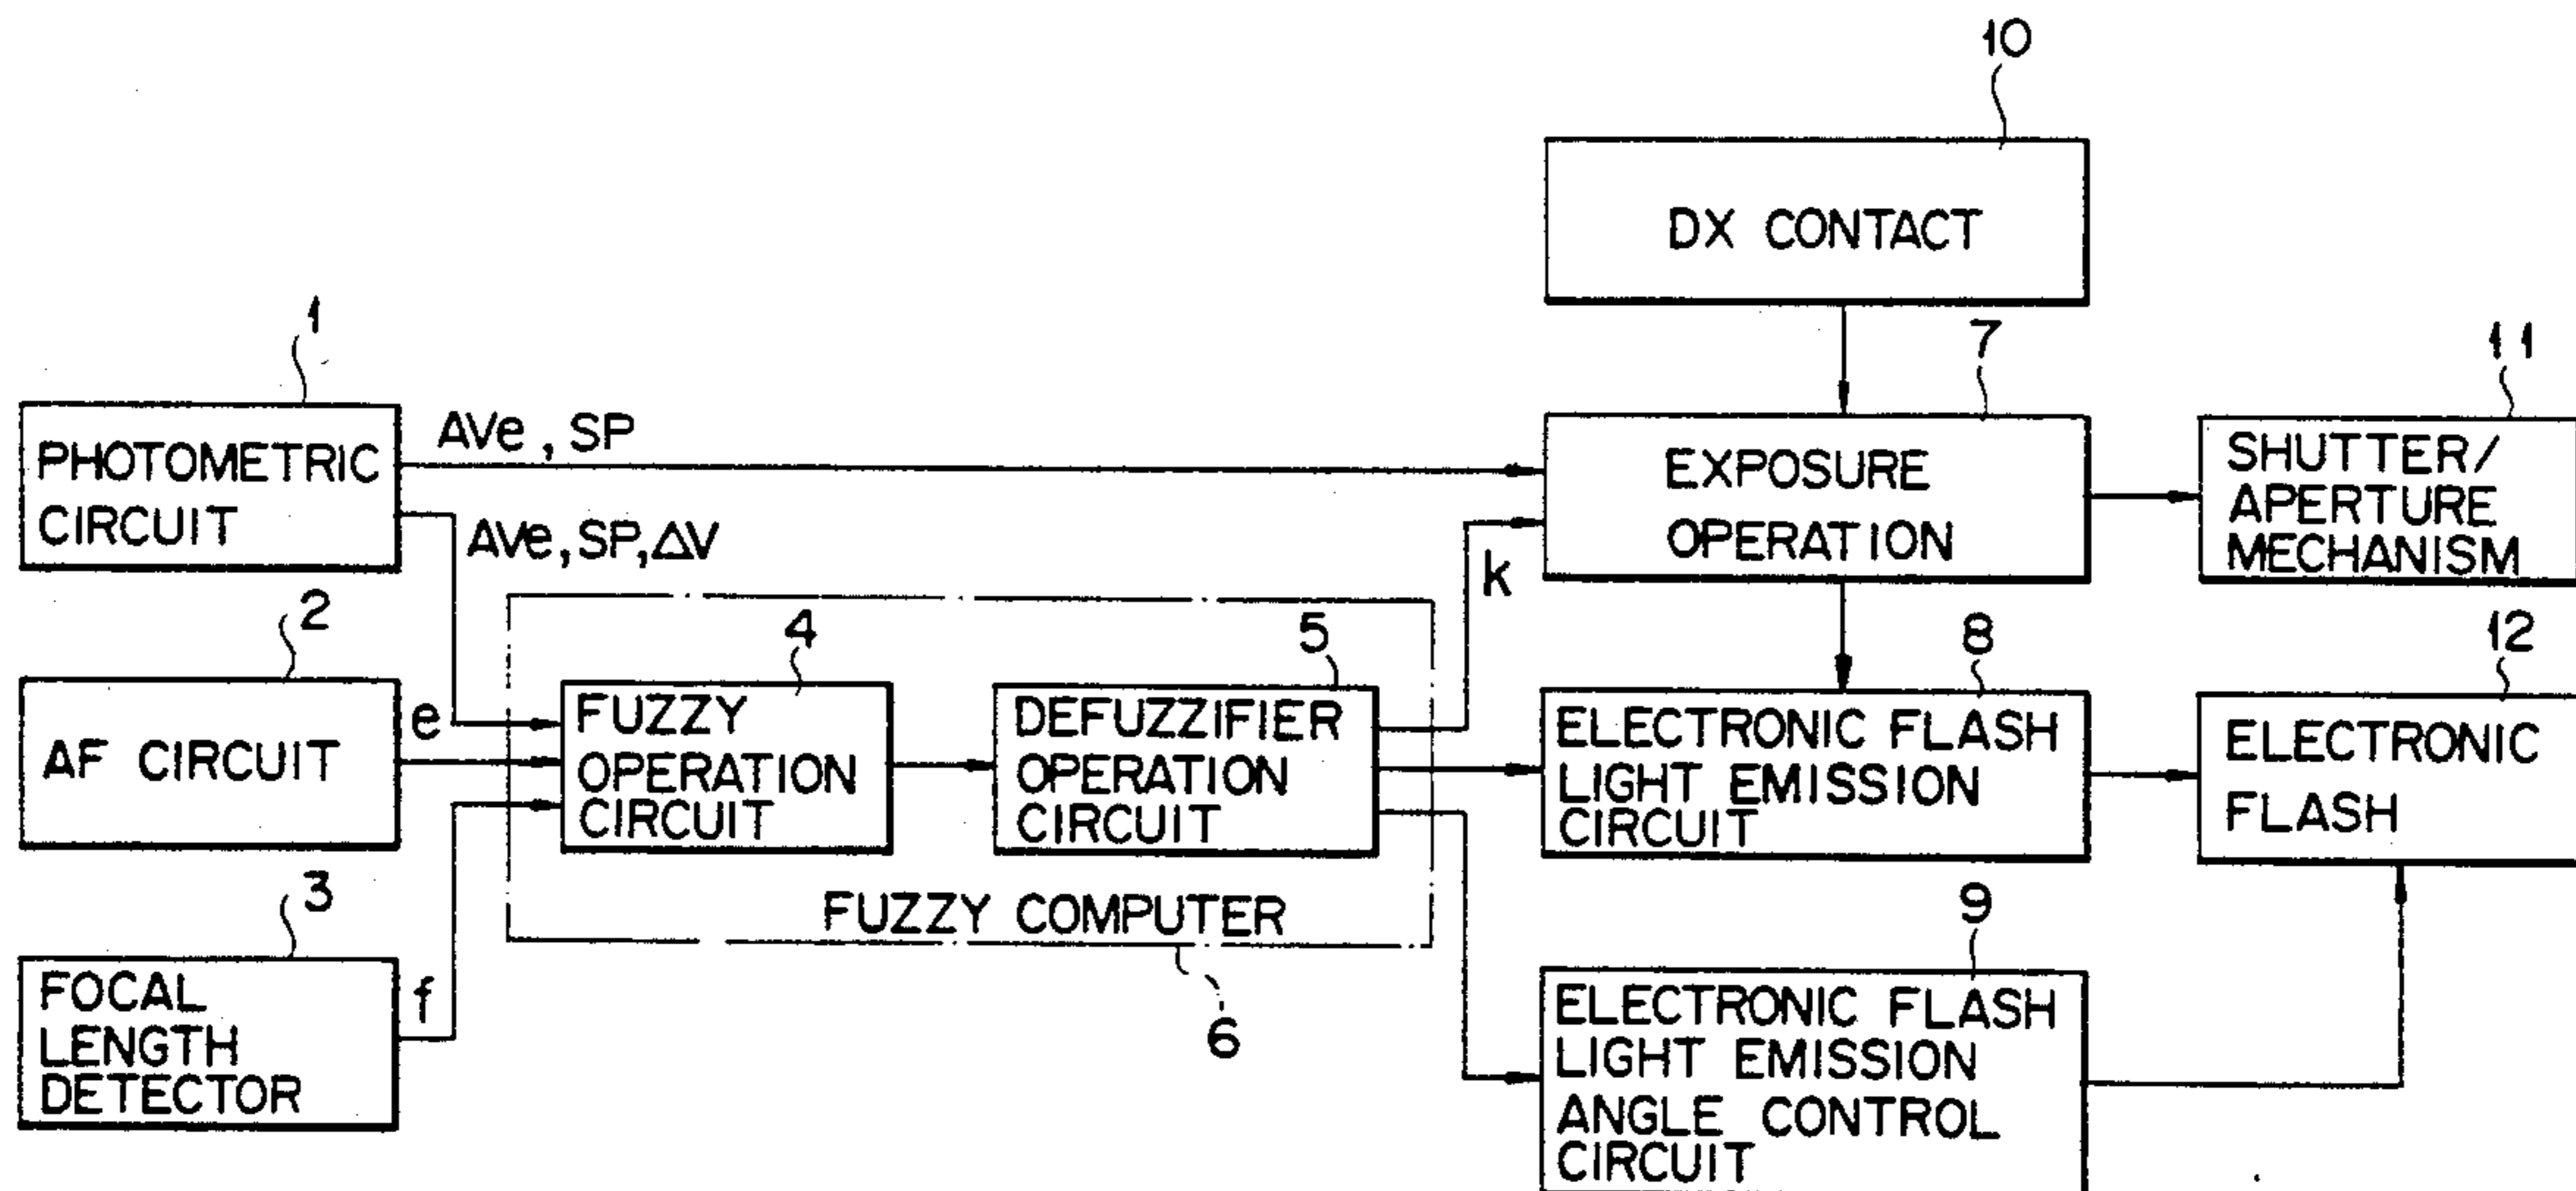 10
DX CONTACT
1
7
11
PHOTOMETRIC
CIRCUIT
AVe, SP
AVe, SP, ΔV
EXPOSURE
OPERATION
k
SHUTTER/
APERTURE
MECHANISM
2
AF CIRCUIT
e
4
FUZZY
OPERATION
CIRCUIT
5
DEFUZZIFIER
OPERATION
CIRCUIT
8
ELECTRONIC FLASH
LIGHT EMISSION
CIRCUIT
12
ELECTRONIC
FLASH
3
FOCAL
LENGTH
DETECTOR
f
FUZZY COMPUTER
6
9
ELECTRONIC FLASH
LIGHT EMISSION
ANGLE CONTROL
CIRCUIT